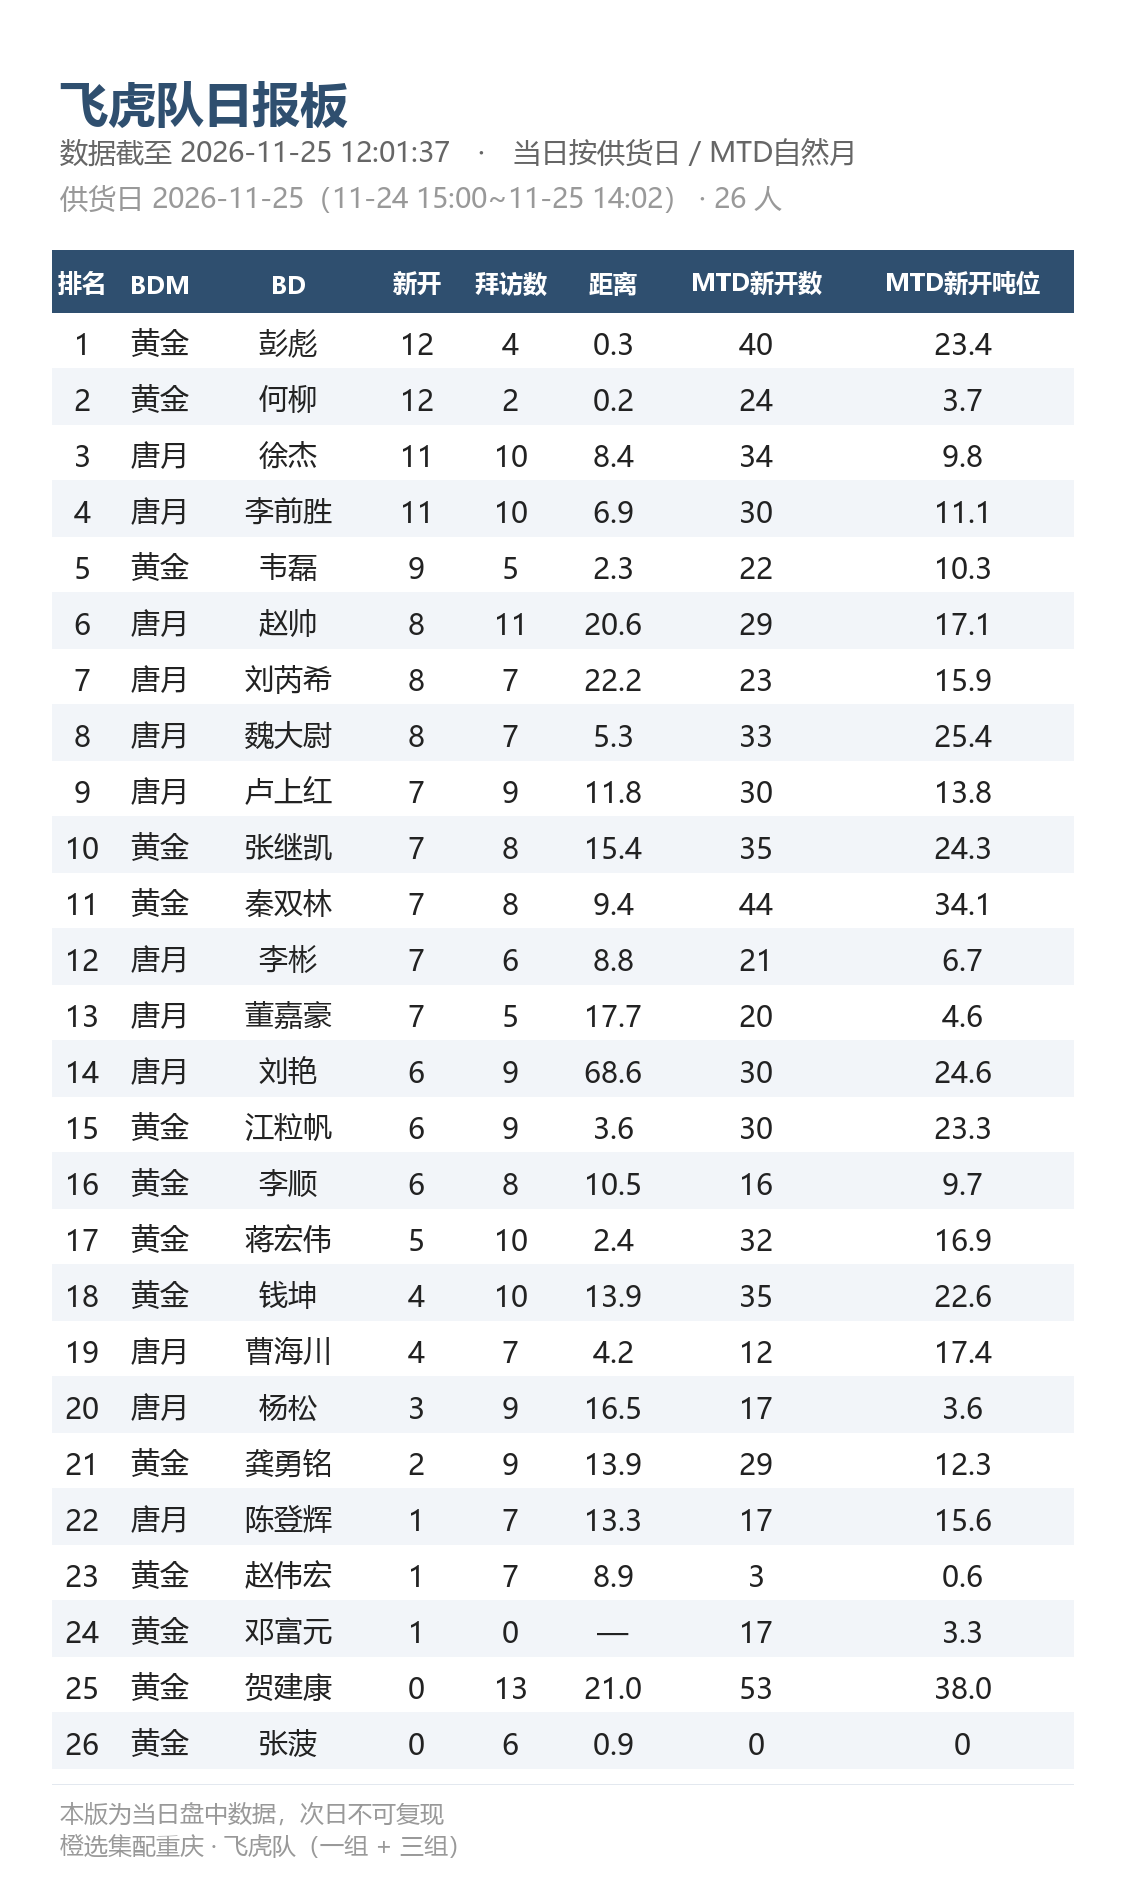 飞虎队日报板
数据截至 2026-11-25 12:01:37 · 当日按供货日 / MTD自然月
供货日 2026-11-25（11-24 15:00~11-25 14:02）· 26 人
排名 BDM BD 新开 拜访数 距离 MTD新开数 MTD新开吨位
1 黄金 彭彪 12 4 0.3 40 23.4
2 黄金 何柳 12 2 0.2 24 3.7
3 唐月 徐杰 11 10 8.4 34 9.8
4 唐月 李前胜 11 10 6.9 30 11.1
5 黄金 韦磊 9 5 2.3 22 10.3
6 唐月 赵帅 8 11 20.6 29 17.1
7 唐月 刘芮希 8 7 22.2 23 15.9
8 唐月 魏大尉 8 7 5.3 33 25.4
9 唐月 卢上红 7 9 11.8 30 13.8
10 黄金 张继凯 7 8 15.4 35 24.3
11 黄金 秦双林 7 8 9.4 44 34.1
12 唐月 李彬 7 6 8.8 21 6.7
13 唐月 董嘉豪 7 5 17.7 20 4.6
14 唐月 刘艳 6 9 68.6 30 24.6
15 黄金 江粒帆 6 9 3.6 30 23.3
16 黄金 李顺 6 8 10.5 16 9.7
17 黄金 蒋宏伟 5 10 2.4 32 16.9
18 黄金 钱坤 4 10 13.9 35 22.6
19 唐月 曹海川 4 7 4.2 12 17.4
20 唐月 杨松 3 9 16.5 17 3.6
21 黄金 龚勇铭 2 9 13.9 29 12.3
22 唐月 陈登辉 1 7 13.3 17 15.6
23 黄金 赵伟宏 1 7 8.9 3 0.6
24 黄金 邓富元 1 0 — 17 3.3
25 黄金 贺建康 0 13 21.0 53 38.0
26 黄金 张菠 0 6 0.9 0 0
本版为当日盘中数据，次日不可复现
橙选集配重庆 · 飞虎队（一组 + 三组）